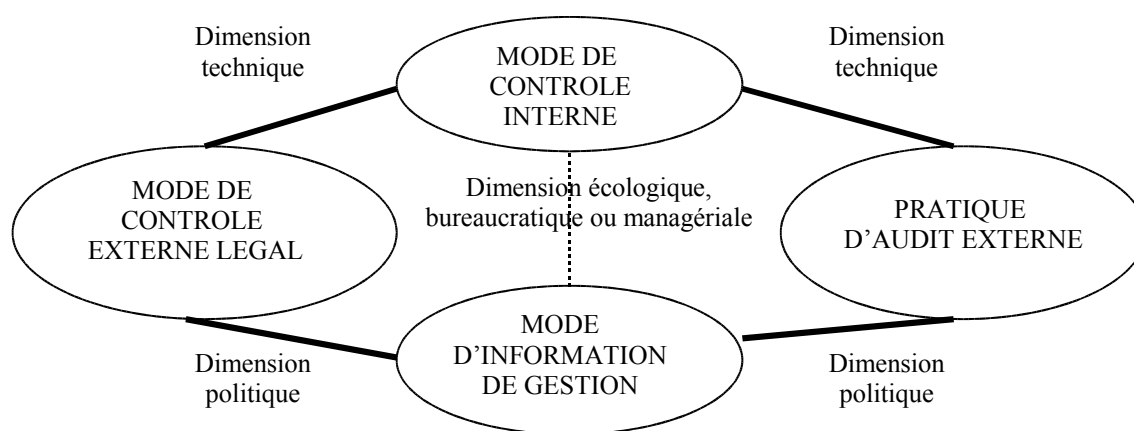 Dimension
technique
MODE DE
CONTROLE
INTERNE
Dimension
technique
MODE DE
CONTROLE
EXTERNE LEGAL
Dimension écologique,
bureaucratique ou managériale
PRATIQUE
D’AUDIT EXTERNE
Dimension
politique
MODE
D’INFORMATION
DE GESTION
Dimension
politique